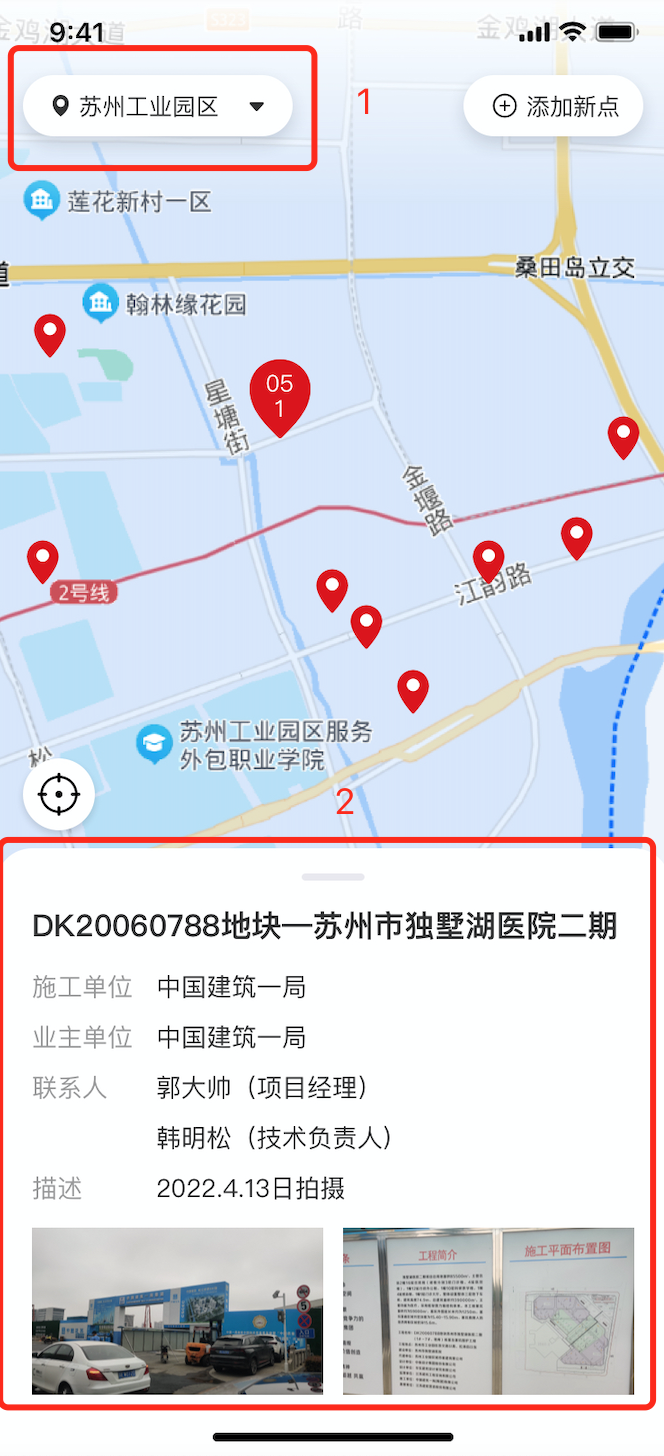 9:41
金鸡湖大道
路
金鸡湖大道
苏州工业园区
1
添加新点
莲花新村一区
道
桑田岛立交
翰林缘花园
05
1
星塘街
金堰路
2号线
江韵路
苏州工业园区服务
外包职业学院
松
2
DK20060788地块—苏州市独墅湖医院二期
施工单位 中国建筑一局
业主单位 中国建筑一局
联系人 郭大帅（项目经理）
韩明松（技术负责人）
描述 2022.4.13日拍摄
5
条
工程简介
施工平面布置图